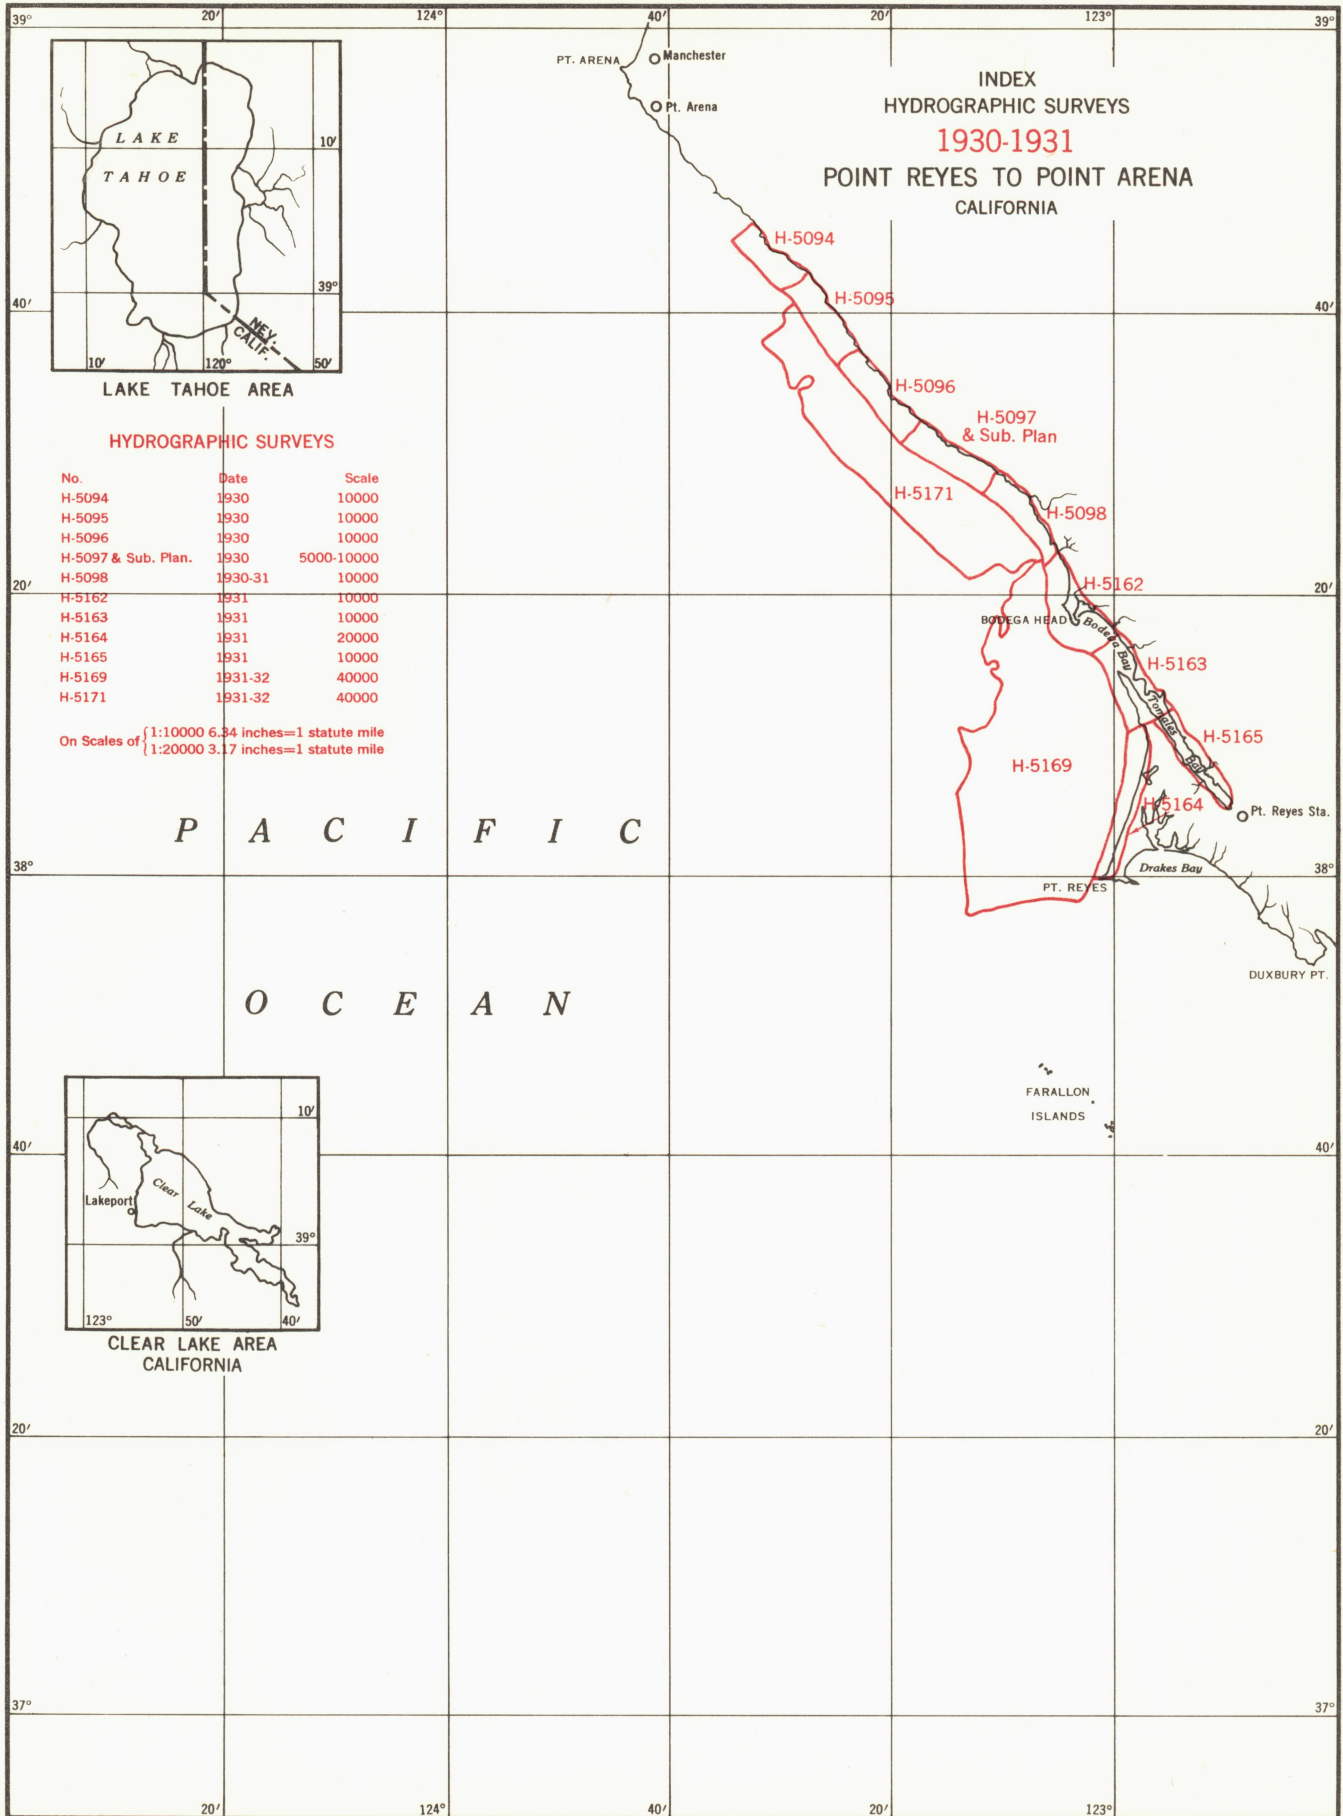 39°
20′
124°
40′
20′
123°
39°
PT. ARENA
Manchester
Pt. Arena
INDEX
HYDROGRAPHIC SURVEYS
1930-1931
POINT REYES TO POINT ARENA
CALIFORNIA
LAKE
TAHOE
10′
39°
NEV.
CALIF.
10′
120°
50′
LAKE TAHOE AREA
40′
40′
H-5094
H-5095
H-5096
H-5097
& Sub. Plan
H-5171
H-5098
HYDROGRAPHIC SURVEYS
No. Date Scale
H-5094 1930 10000
H-5095 1930 10000
H-5096 1930 10000
H-5097 & Sub. Plan. 1930 5000-10000
H-5098 1930-31 10000
H-5162 1931 10000
H-5163 1931 10000
H-5164 1931 20000
H-5165 1931 10000
H-5169 1931-32 40000
H-5171 1931-32 40000
On Scales of { 1:10000 6.34 inches=1 statute mile
{ 1:20000 3.17 inches=1 statute mile
20′
20′
H-5162
BODEGA HEAD
Bodega Bay
H-5163
Tomales
Bay
H-5165
H-5169
H-5164
Pt. Reyes Sta.
PACIFIC
38°
38°
Drakes Bay
PT. REYES
DUXBURY PT.
OCEAN
FARALLON
ISLANDS
10′
Lakeport
Clear
Lake
39°
123°
50′
40′
CLEAR LAKE AREA
CALIFORNIA
40′
40′
20′
20′
37°
37°
20′
124°
40′
20′
123°